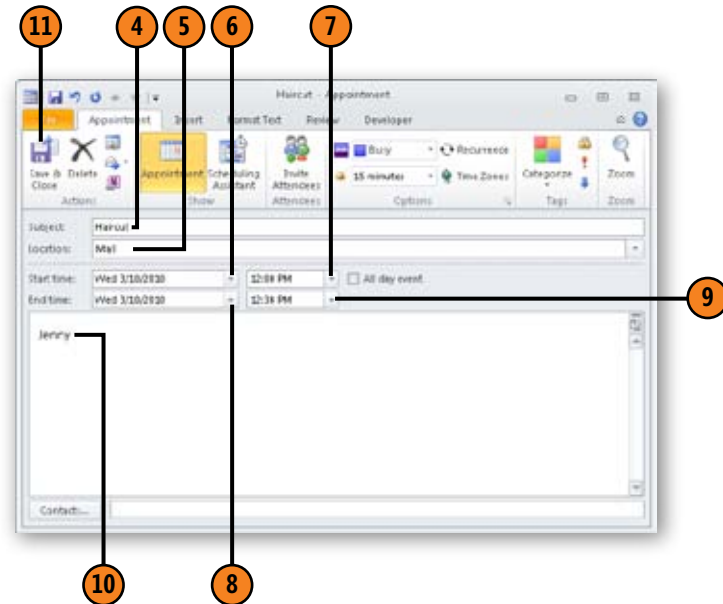 11 4 5 6 7
Haircut - Appointment
File Appointment Insert Format Text Review Developer
Save & Close Delete Appointment Scheduling Assistant Invite Attendees Busy Recurrence Categorize Zoom
15 minutes Time Zones
Actions Show Attendees Options Tags Zoom
Subject: Haircut
Location: Mall
Start time: Wed 3/10/2010 12:00 PM All day event
End time: Wed 3/10/2010 12:30 PM
9
Jenny
Contacts...
10 8